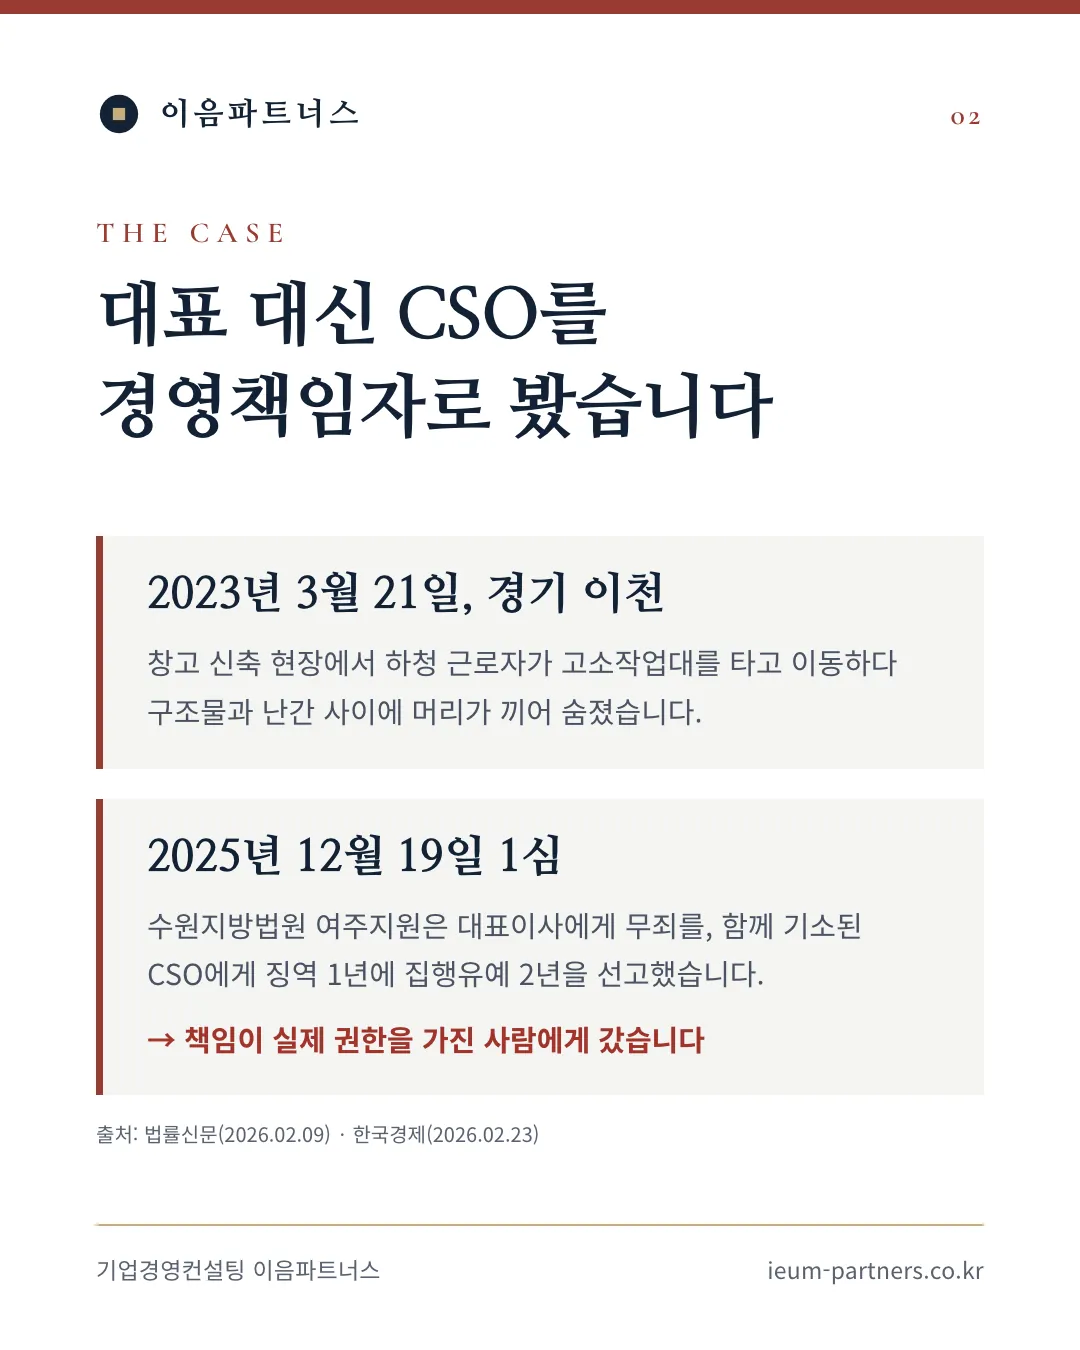 이음파트너스
02
THE CASE
대표 대신 CSO를
경영책임자로 봤습니다
2023년 3월 21일, 경기 이천
창고 신축 현장에서 하청 근로자가 고소작업대를 타고 이동하다
구조물과 난간 사이에 머리가 끼어 숨졌습니다.
2025년 12월 19일 1심
수원지방법원 여주지원은 대표이사에게 무죄를, 함께 기소된
CSO에게 징역 1년에 집행유예 2년을 선고했습니다.
→ 책임이 실제 권한을 가진 사람에게 갔습니다
출처: 법률신문(2026.02.09) · 한국경제(2026.02.23)
기업경영컨설팅 이음파트너스
ieum-partners.co.kr